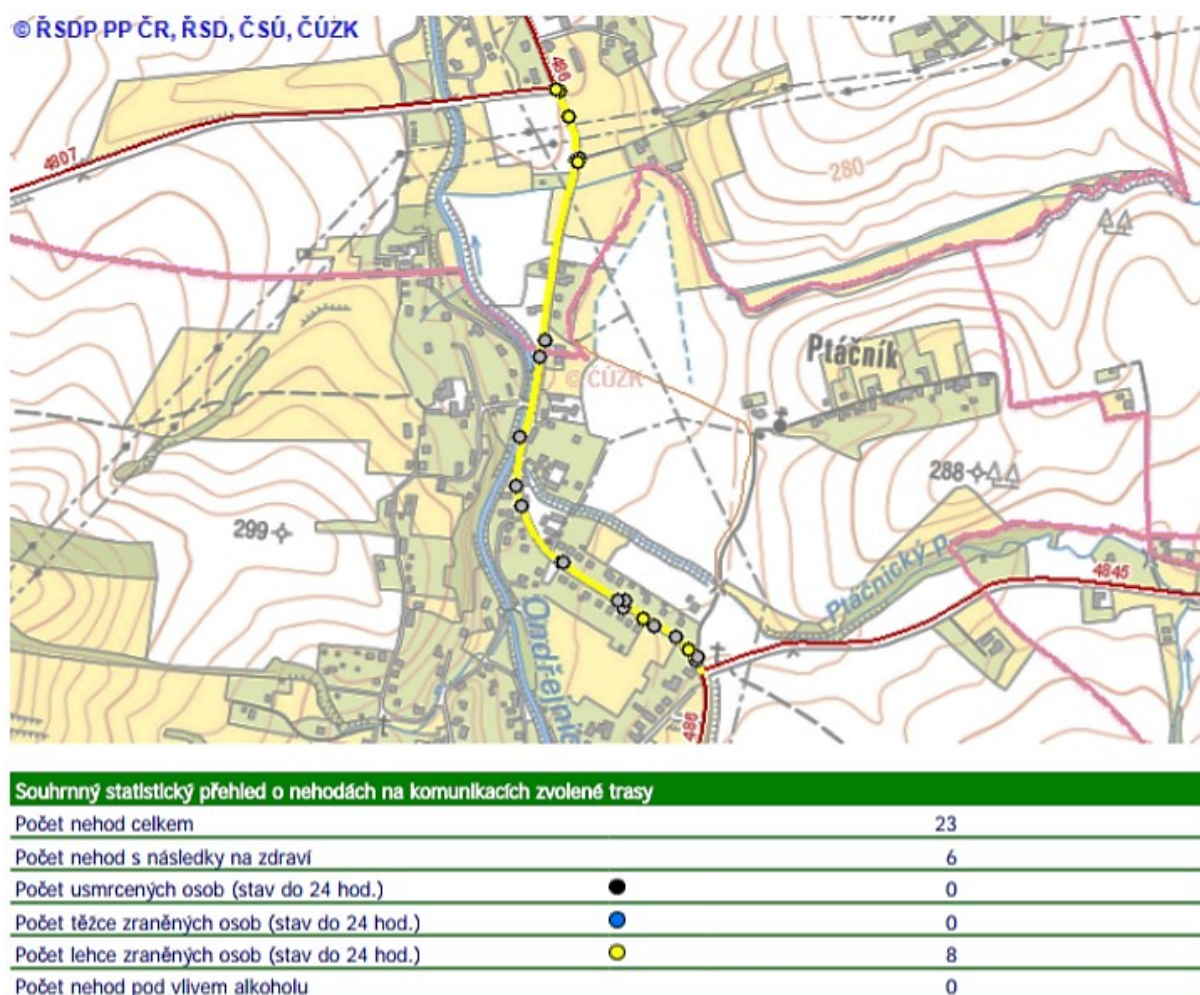 © ŘSDP PP ČR, ŘSD, ČSÚ, ČÚZK
486
4807
280
Ptáčník
© ČÚZK
288
299
Ptáčnický P.
4845
Ondřejnice
486
Souhrnný statistický přehled o nehodách na komunikacích zvolené trasy
Počet nehod celkem 23
Počet nehod s následky na zdraví 6
Počet usmrcených osob (stav do 24 hod.) 0
Počet těžce zraněných osob (stav do 24 hod.) 0
Počet lehce zraněných osob (stav do 24 hod.) 8
Počet nehod pod vlivem alkoholu 0